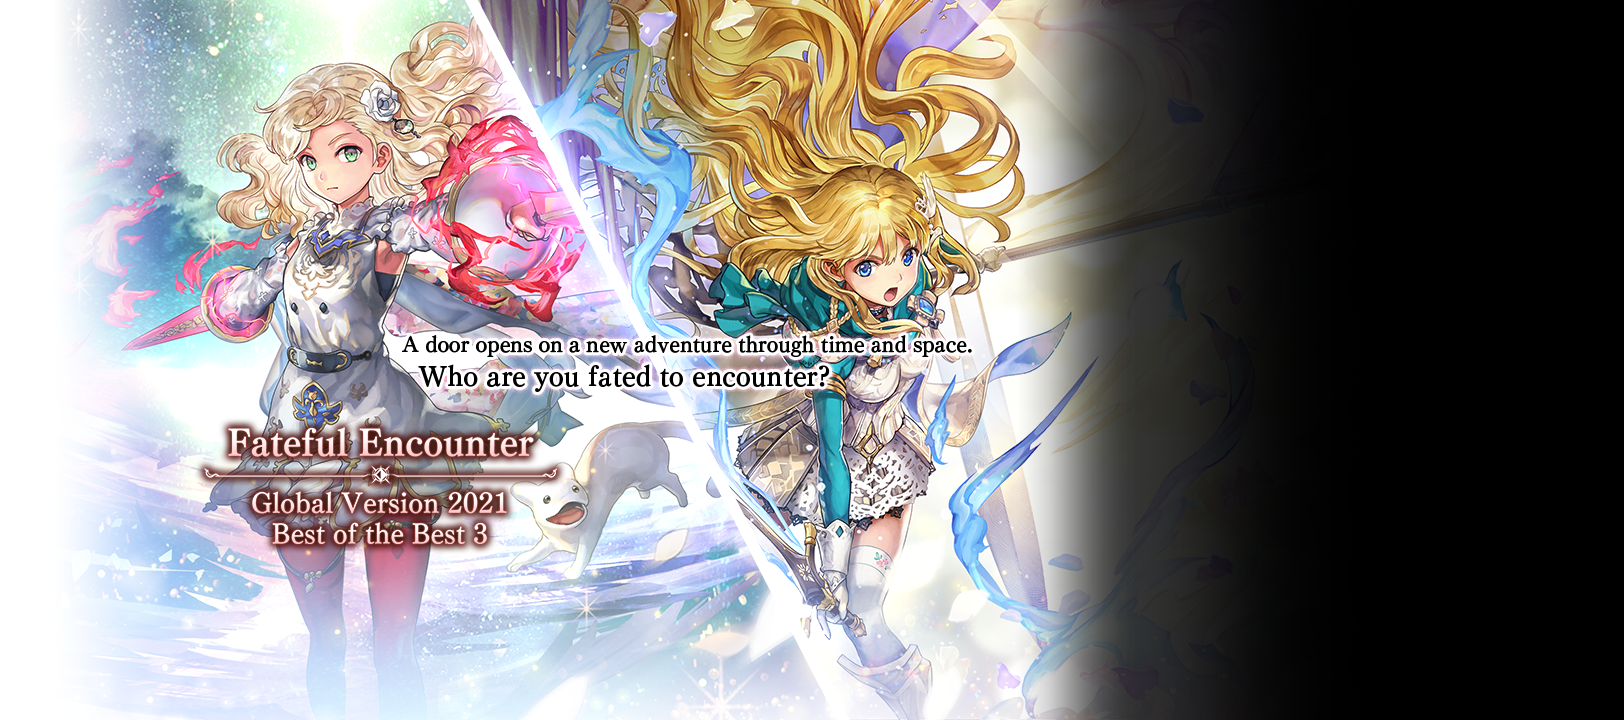 A door opens on a new adventure through time and space.
Who are you fated to encounter?
Fateful Encounter
Global Version 2021
Best of the Best 3